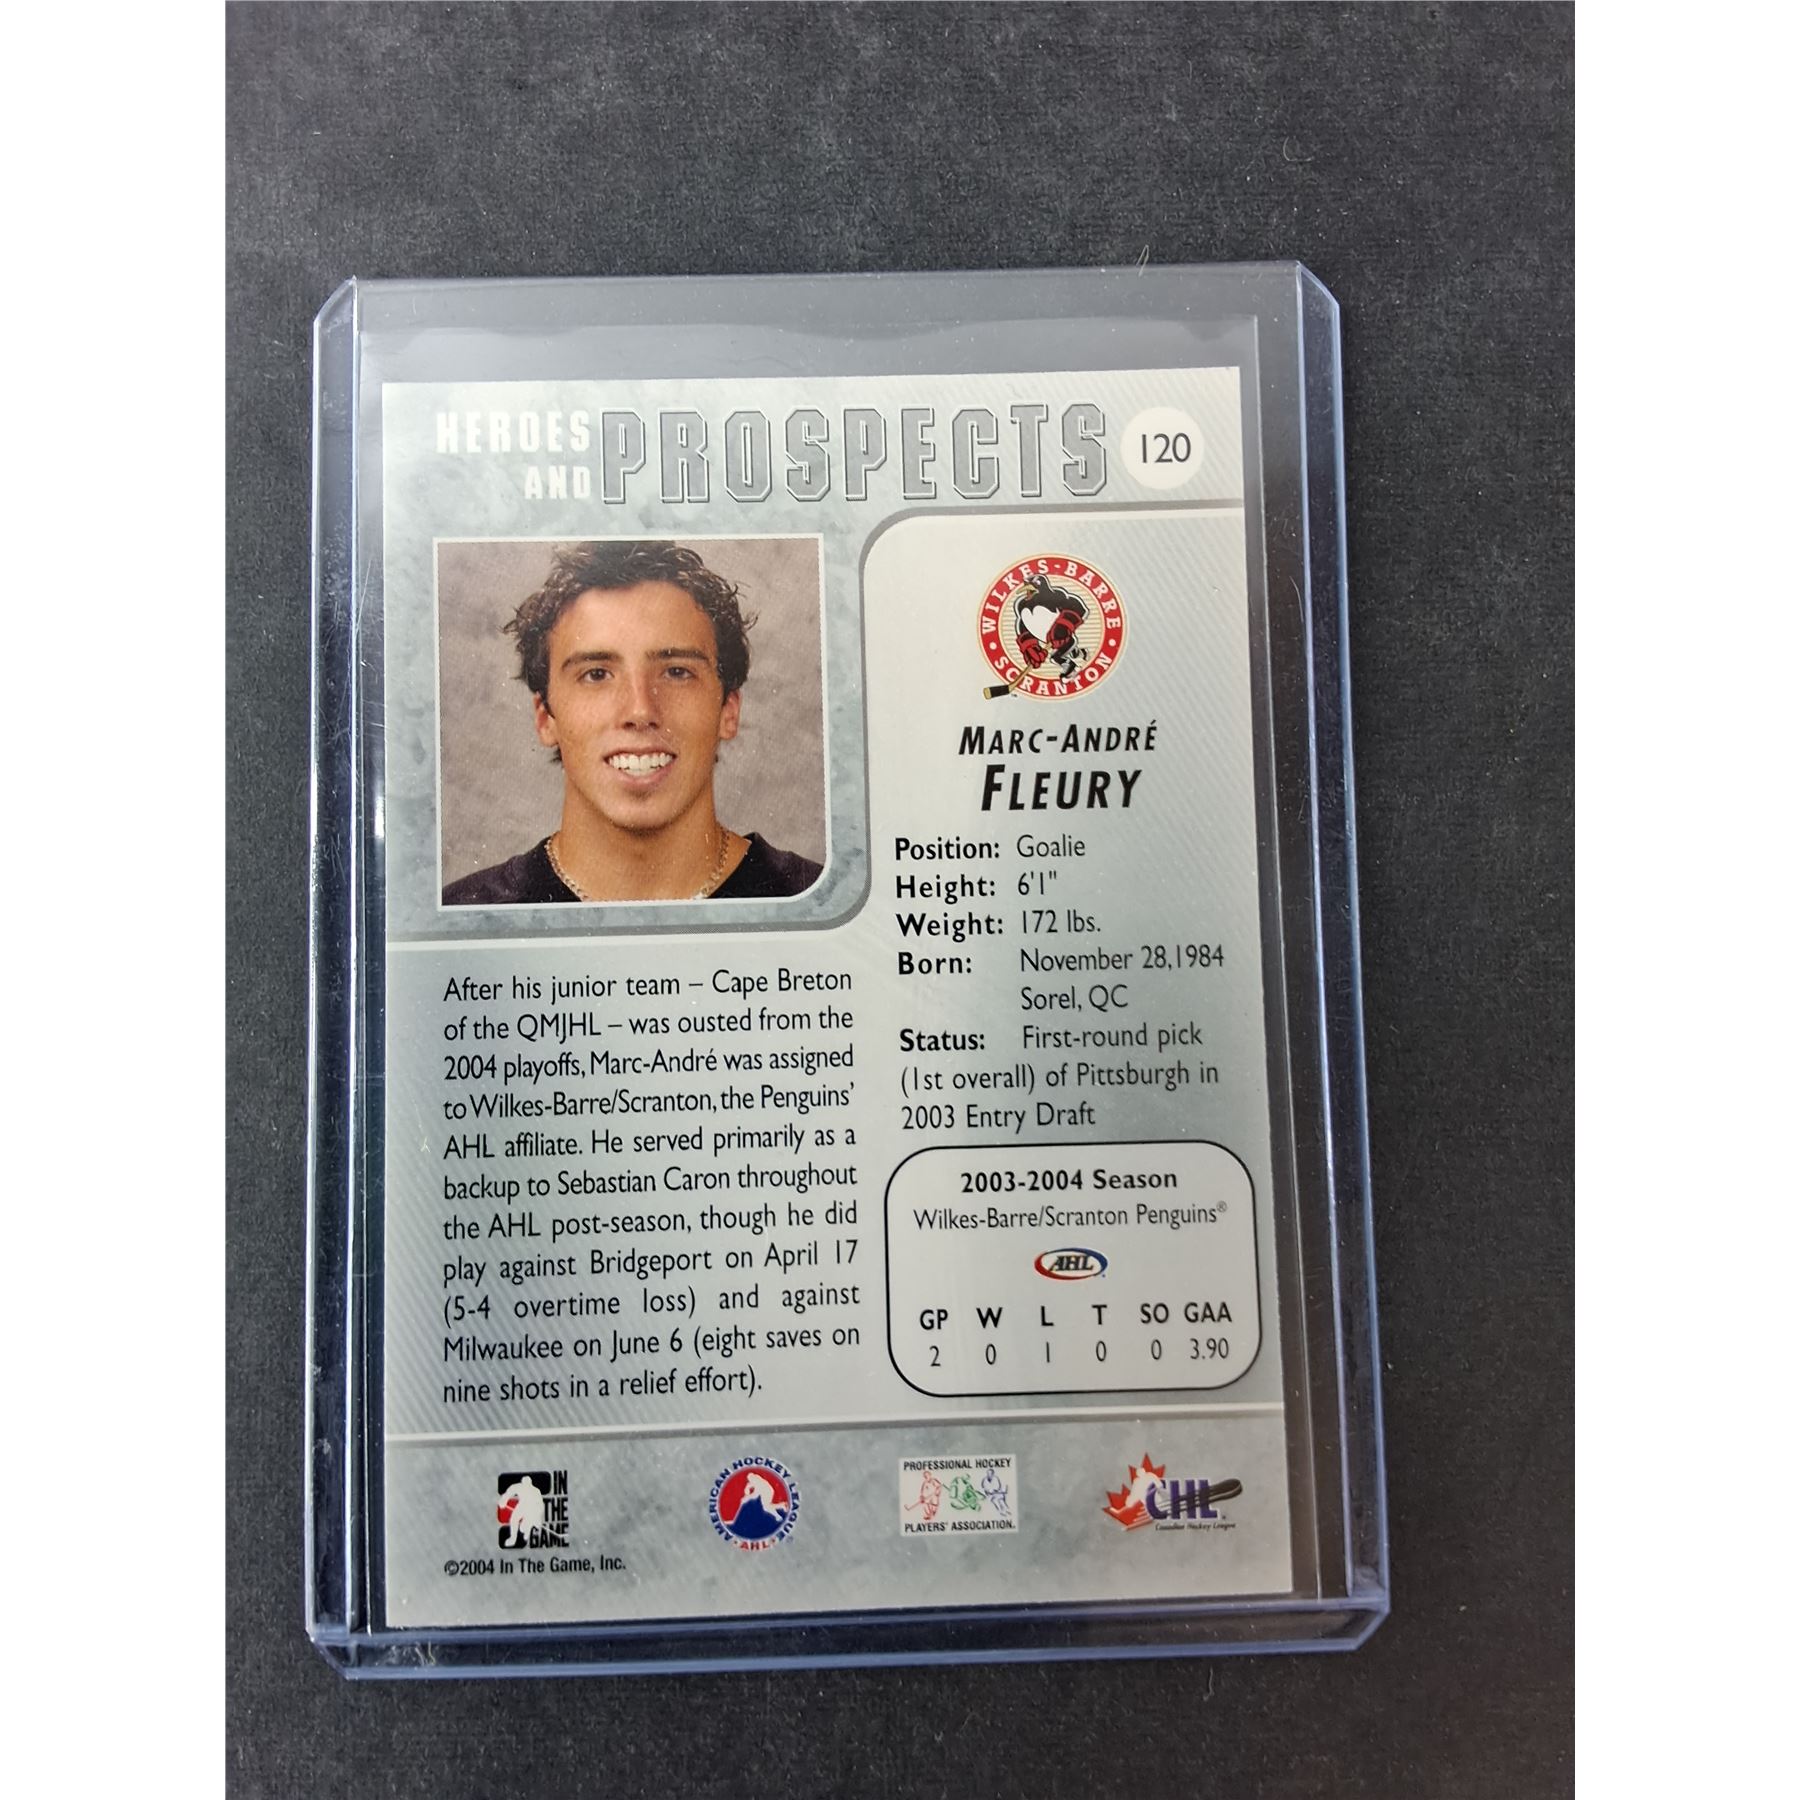 HEROES
AND PROSPECTS
120
WILKES-BARRE
SCRANTON
MARC-ANDRÉ
FLEURY
Position: Goalie
Height: 6'1"
Weight: 172 lbs.
Born: November 28,1984
Sorel, QC
Status: First-round pick
(1st overall) of Pittsburgh in
2003 Entry Draft
After his junior team – Cape Breton
of the QMJHL – was ousted from the
2004 playoffs, Marc-André was assigned
to Wilkes-Barre/Scranton, the Penguins'
AHL affiliate. He served primarily as a
backup to Sebastian Caron throughout
the AHL post-season, though he did
play against Bridgeport on April 17
(5-4 overtime loss) and against
Milwaukee on June 6 (eight saves on
nine shots in a relief effort).
2003-2004 Season
Wilkes-Barre/Scranton Penguins®
AHL
GP W L T SO GAA
2 0 1 0 0 3.90
IN
THE
GAME
©2004 In The Game, Inc.
AMERICAN HOCKEY LEAGUE
AHL
PROFESSIONAL HOCKEY
PLAYERS' ASSOCIATION.
CHL
Canadian Hockey League